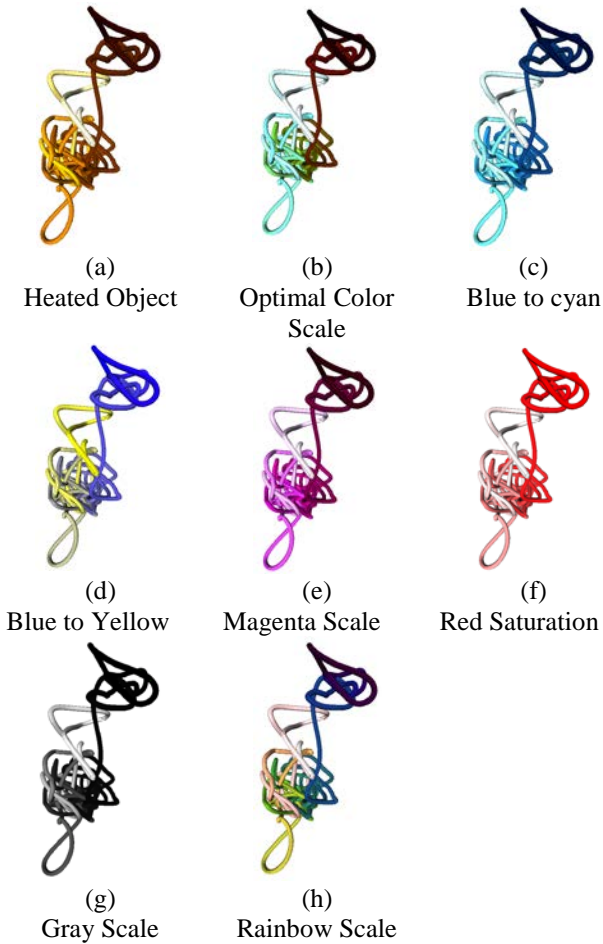 (a)
Heated Object
(b)
Optimal Color
Scale
(c)
Blue to cyan
(d)
Blue to Yellow
(e)
Magenta Scale
(f)
Red Saturation
(g)
Gray Scale
(h)
Rainbow Scale